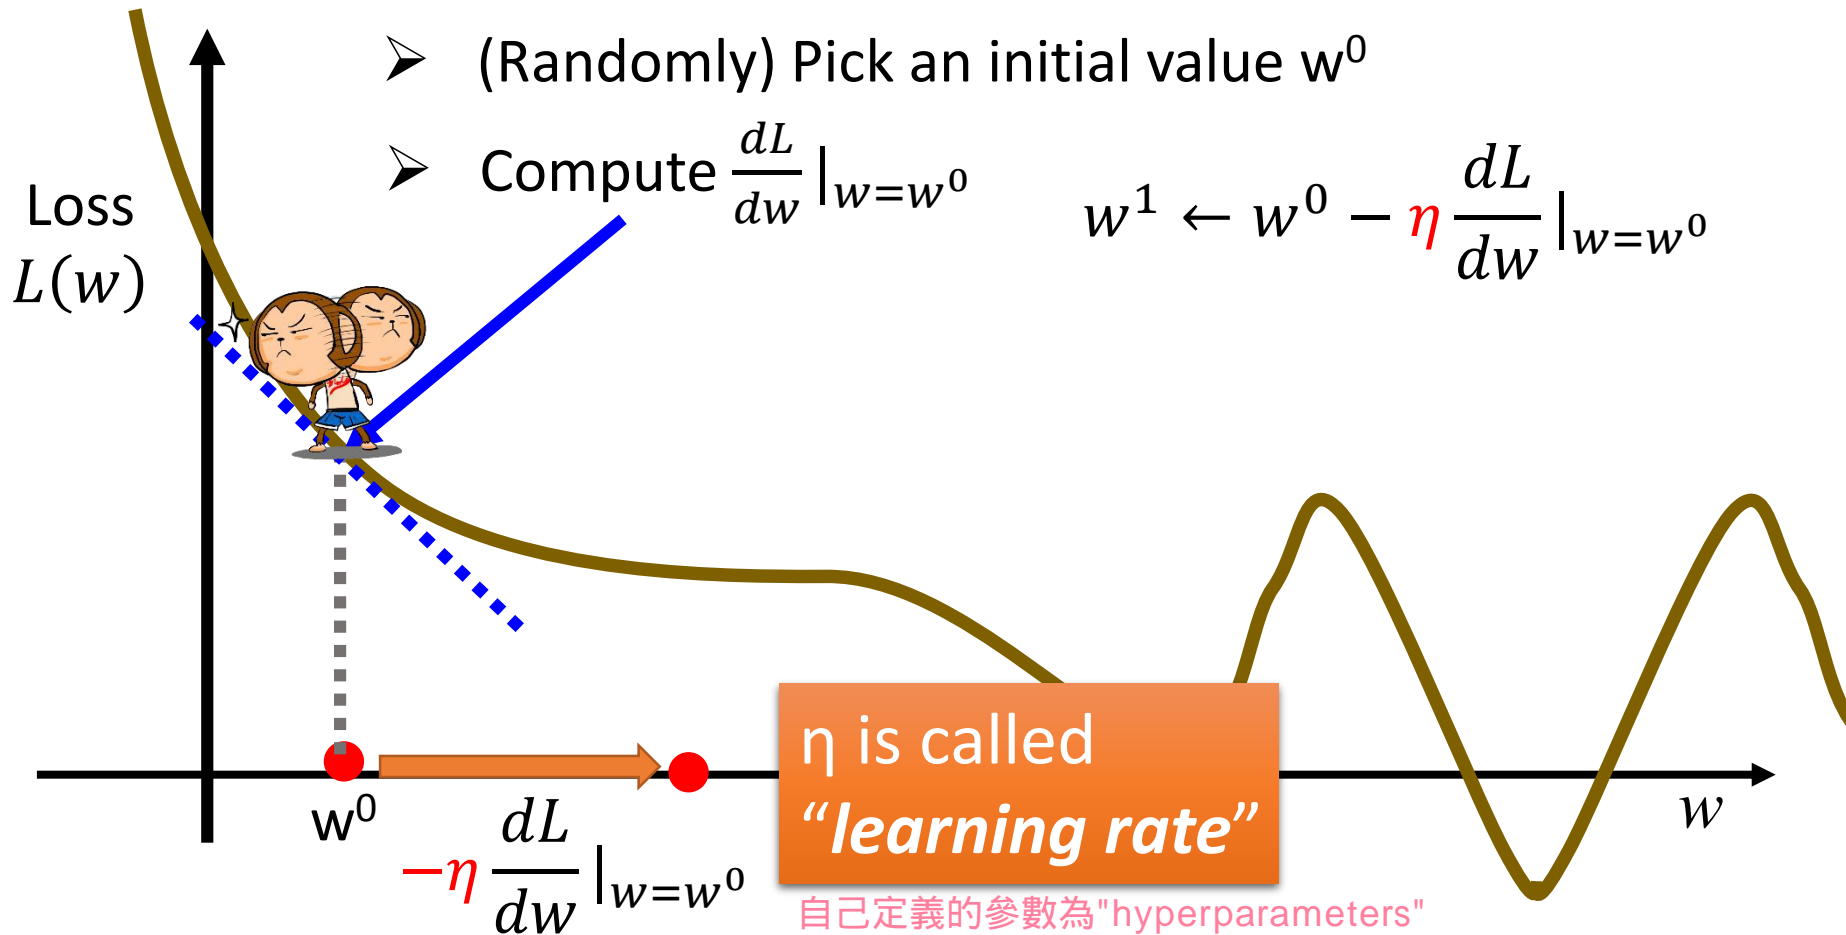 ➢ (Randomly) Pick an initial value w⁰
➢ Compute dL/dw |w=w⁰
w¹ ← w⁰ − η dL/dw |w=w⁰
Loss
L(w)
w⁰
−η dL/dw |w=w⁰
η is called
“learning rate”
w
自己定義的參數為"hyperparameters"